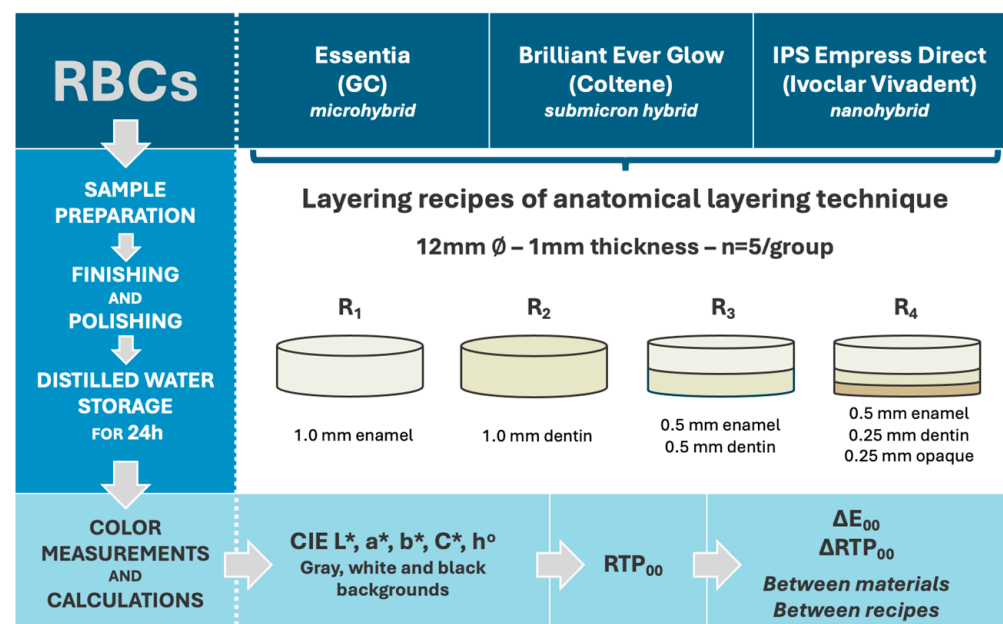 RBCs
Essentia
(GC)
microhybrid
Brilliant Ever Glow
(Coltene)
submicron hybrid
IPS Empress Direct
(Ivoclar Vivadent)
nanohybrid
SAMPLE
PREPARATION
FINISHING
AND
POLISHING
DISTILLED WATER
STORAGE
FOR 24h
Layering recipes of anatomical layering technique
12mm Ø – 1mm thickness – n=5/group
R₁
1.0 mm enamel
R₂
1.0 mm dentin
R₃
0.5 mm enamel
0.5 mm dentin
R₄
0.5 mm enamel
0.25 mm dentin
0.25 mm opaque
COLOR
MEASUREMENTS
AND
CALCULATIONS
CIE L*, a*, b*, C*, hº
Gray, white and black
backgrounds
RTP₀₀
ΔE₀₀
ΔRTP₀₀
Between materials
Between recipes